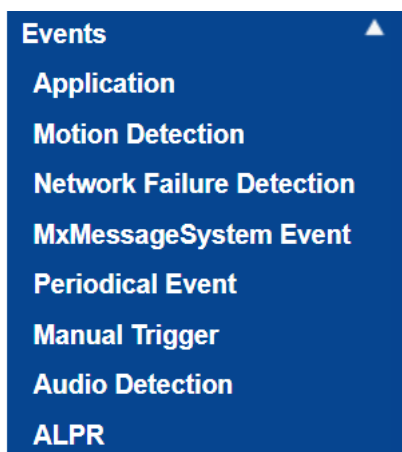 Events
Application
Motion Detection
Network Failure Detection
MxMessageSystem Event
Periodical Event
Manual Trigger
Audio Detection
ALPR